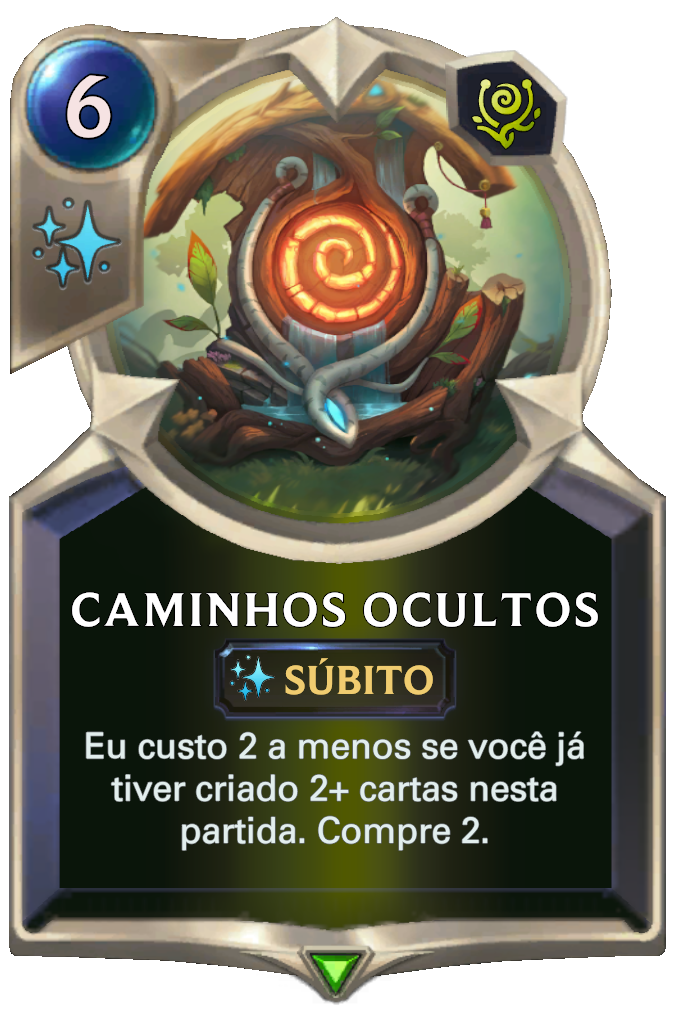 6
CAMINHOS OCULTOS
SÚBITO
Eu custo 2 a menos se você já
tiver criado 2+ cartas nesta
partida. Compre 2.